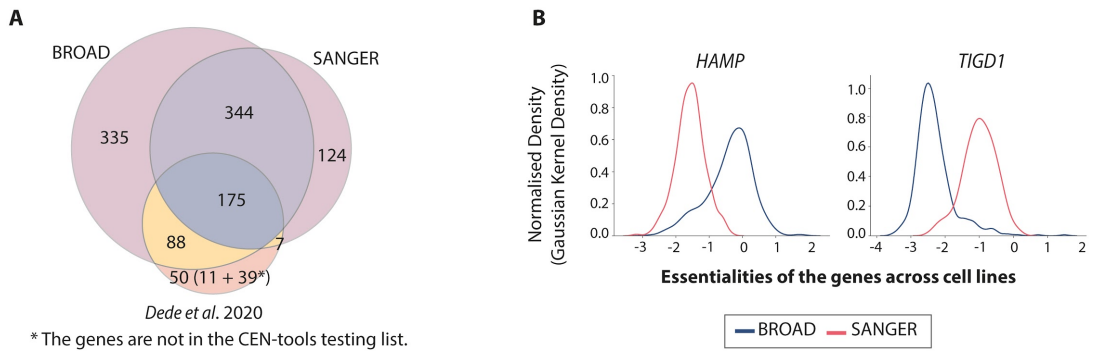 A
BROAD
SANGER
335
344
124
175
88
7
50 (11 + 39*)
Dede et al. 2020
* The genes are not in the CEN-tools testing list.
B
HAMP
TIGD1
Normalised Density
(Gaussian Kernel Density)
1.0
0.8
0.6
0.4
0.2
0.0
-3 -2 -1 0 1 2
1.0
0.8
0.6
0.4
0.2
0.0
-4 -3 -2 -1 0 1 2
Essentialities of the genes across cell lines
BROAD SANGER